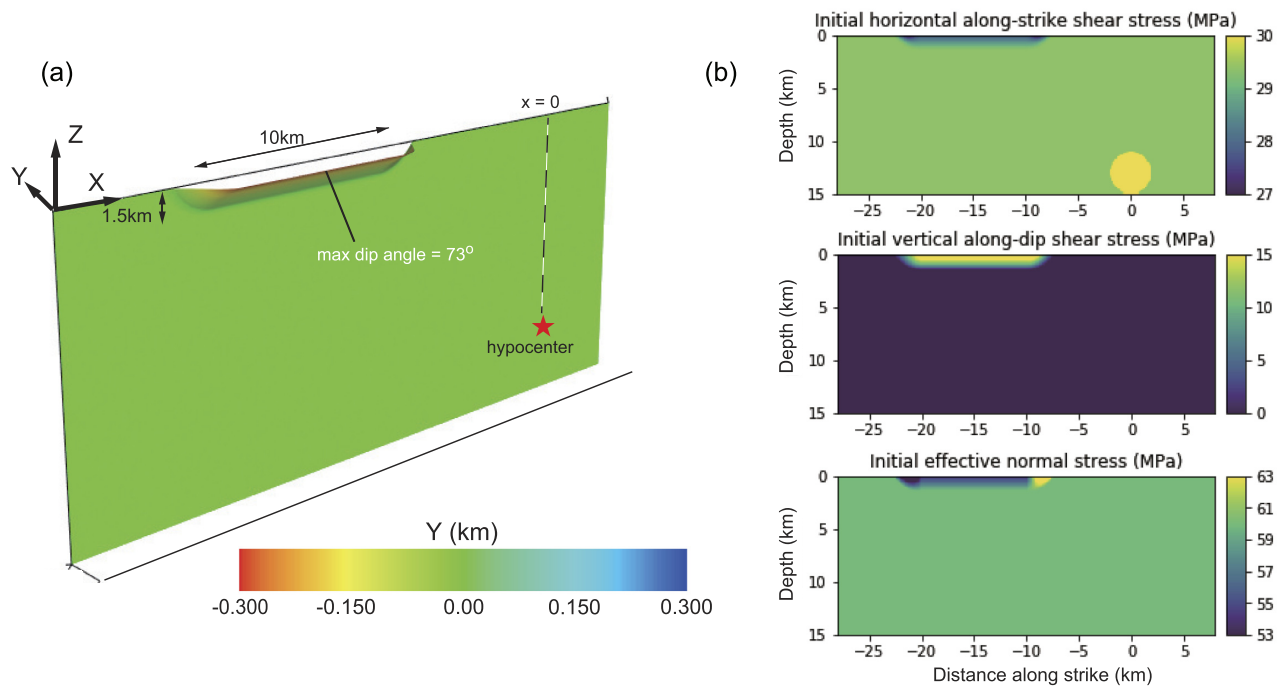 (a)
x = 0
10km
Z
Y
X
1.5km
max dip angle = 73o
hypocenter
Y (km)
-0.300 -0.150 0.00 0.150 0.300
(b)
Initial horizontal along-strike shear stress (MPa)
0
5
10
15
Depth (km)
−25 −20 −15 −10 −5 0 5
30
29
28
27
Initial vertical along-dip shear stress (MPa)
0
5
10
15
Depth (km)
−25 −20 −15 −10 −5 0 5
15
10
5
0
Initial effective normal stress (MPa)
0
5
10
15
Depth (km)
−25 −20 −15 −10 −5 0 5
Distance along strike (km)
63
61
59
57
55
53